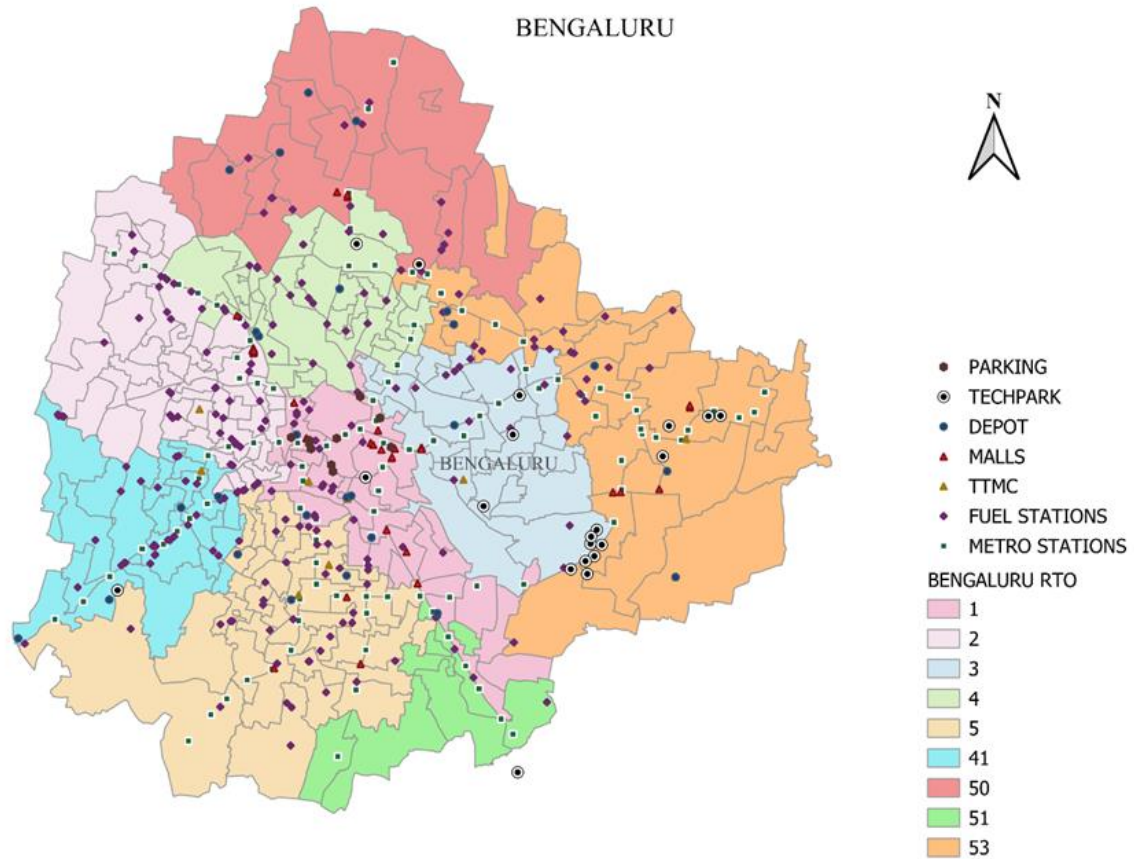 BENGALURU
N
BENGALURU
PARKING
TECHPARK
DEPOT
MALLS
TTMC
FUEL STATIONS
METRO STATIONS
BENGALURU RTO
1
2
3
4
5
41
50
51
53